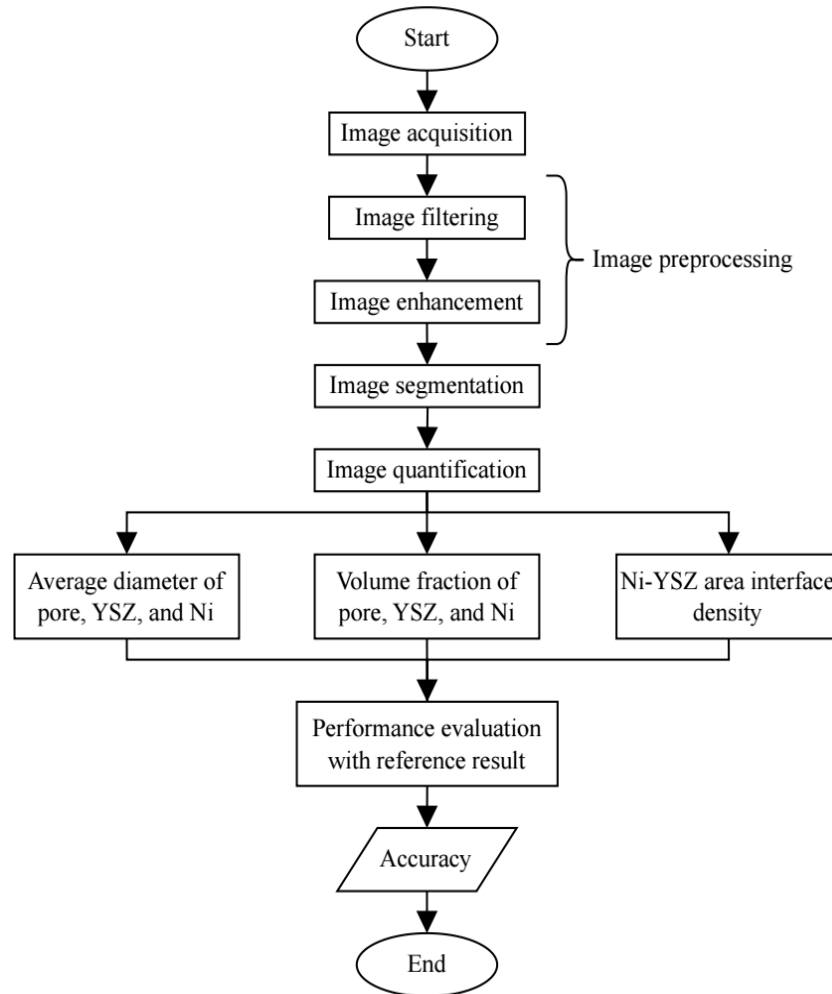 Start
Image acquisition
Image filtering
Image preprocessing
Image enhancement
Image segmentation
Image quantification
Average diameter of
pore, YSZ, and Ni
Volume fraction of
pore, YSZ, and Ni
Ni-YSZ area interface
density
Performance evaluation
with reference result
Accuracy
End